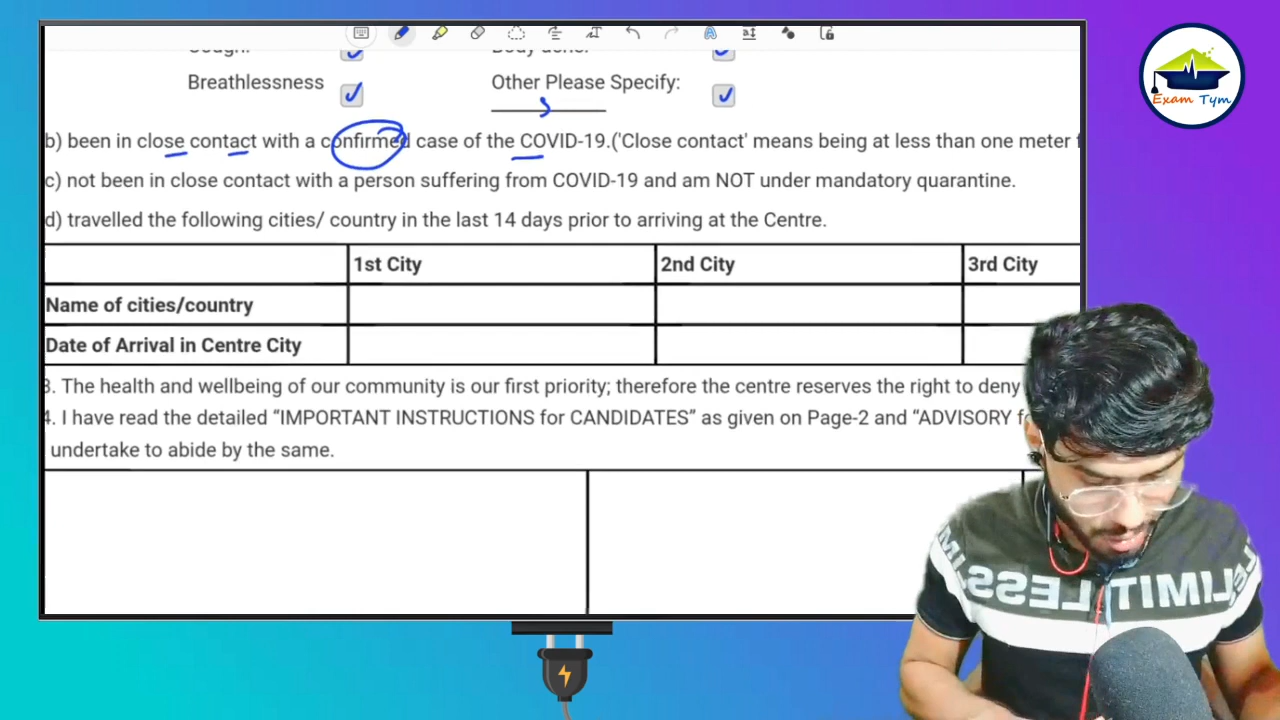 Cough: Body ache:
Breathlessness Other Please Specify:
b) been in close contact with a confirmed case of the COVID-19.('Close contact' means being at less than one meter
c) not been in close contact with a person suffering from COVID-19 and am NOT under mandatory quarantine.
d) travelled the following cities/ country in the last 14 days prior to arriving at the Centre.
1st City 2nd City 3rd City
Name of cities/country
Date of Arrival in Centre City
3. The health and wellbeing of our community is our first priority; therefore the centre reserves the right to deny
4. I have read the detailed “IMPORTANT INSTRUCTIONS for CANDIDATES” as given on Page-2 and “ADVISORY
undertake to abide by the same.
Exam Tym
LIMITLESS